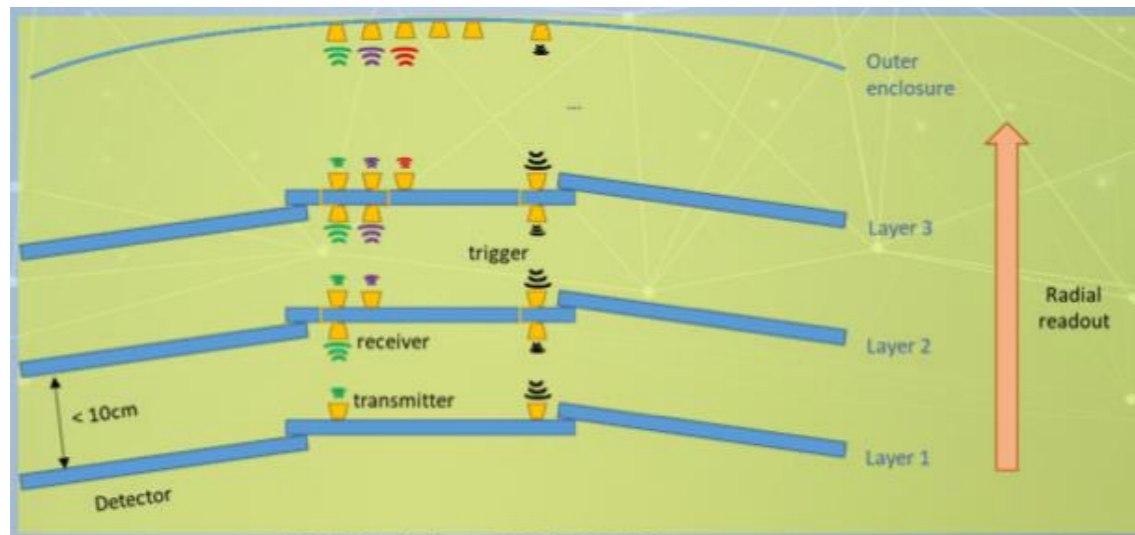 Outer
enclosure
...
Layer 3
trigger
Radial
readout
receiver
Layer 2
transmitter
< 10cm
Layer 1
Detector